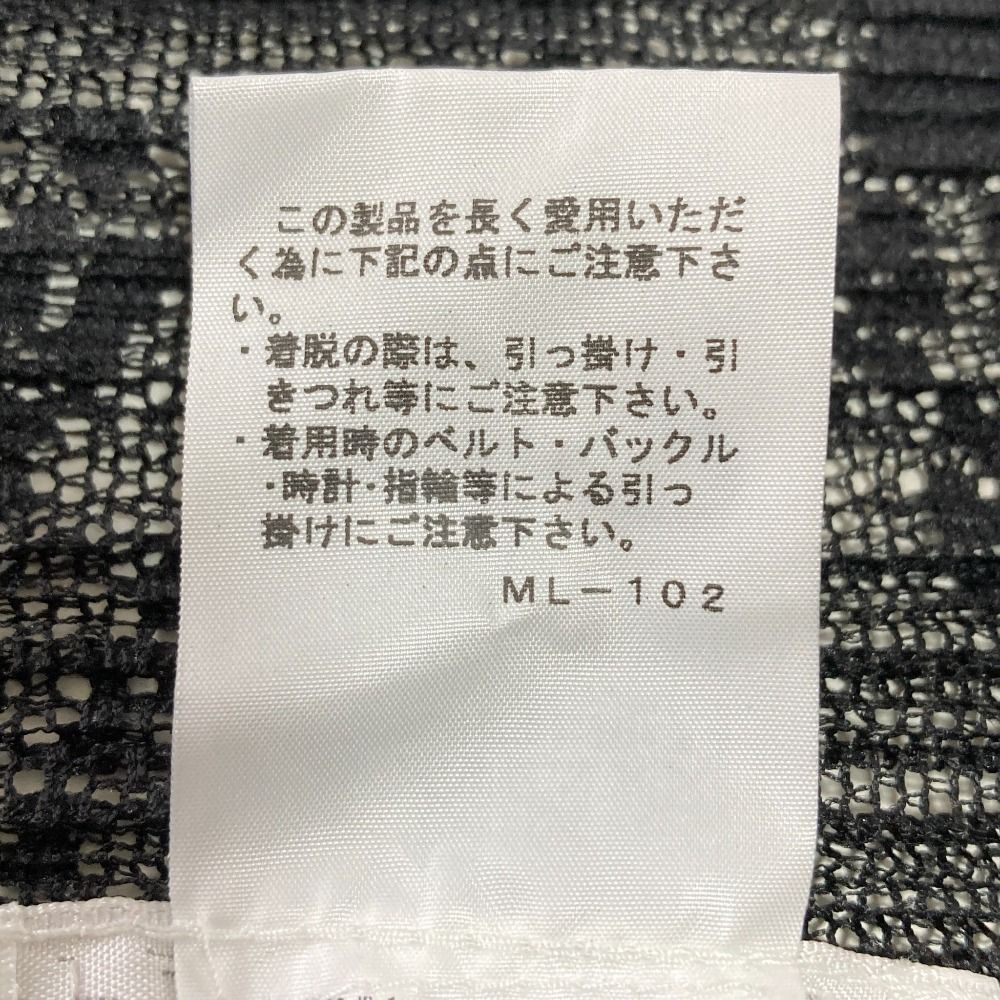 この製品を長く愛用いただ
く為に下記の点にご注意下さ
い。
・着脱の際は、引っ掛け・引
きつれ等にご注意下さい。
・着用時のベルト・バックル
・時計・指輪等による引っ
掛けにご注意下さい。
ML－102